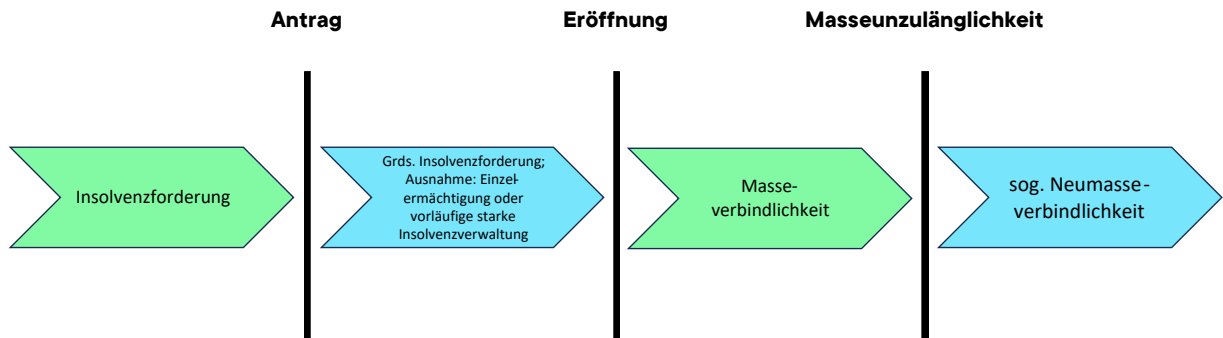 Antrag
Eröffnung
Masseunzulänglichkeit
Insolvenzforderung
Grds. Insolvenzforderung;
Ausnahme: Einzel-
ermächtigung oder
vorläufige starke
Insolvenzverwaltung
Masse-
verbindlichkeit
sog. Neumasse-
verbindlichkeit